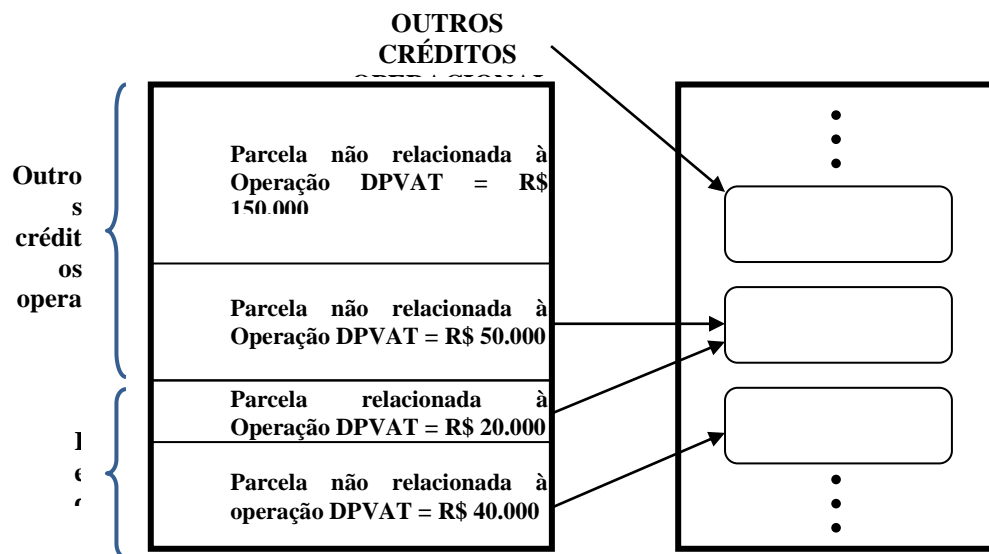 OUTROS
CRÉDITOS
OPERACIONAL
Outro
s
crédit
os
opera
Parcela não relacionada à
Operação DPVAT = R$
150.000
Parcela não relacionada à
Operação DPVAT = R$ 50.000
Parcela relacionada à
Operação DPVAT = R$ 20.000
e
Parcela não relacionada à
operação DPVAT = R$ 40.000